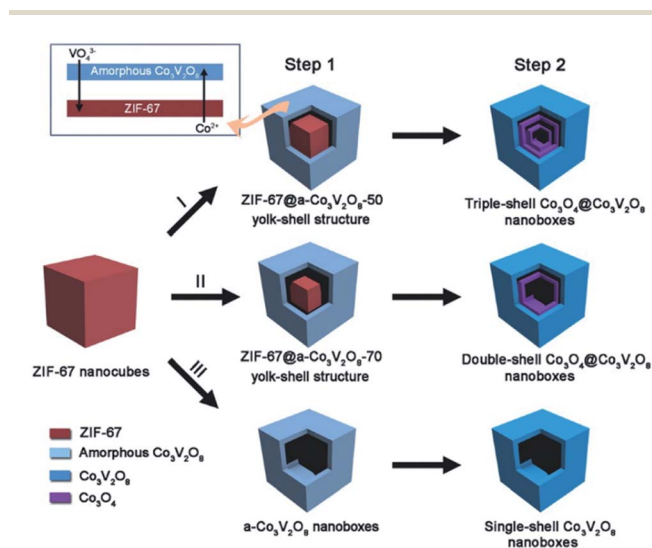 VO₄³⁻
Amorphous Co₃V₂O₈
ZIF-67
Co²⁺
Step 1
Step 2
I
ZIF-67@a-Co₃V₂O₈-50
yolk-shell structure
Triple-shell Co₃O₄@Co₃V₂O₈
nanoboxes
ZIF-67 nanocubes
II
ZIF-67@a-Co₃V₂O₈-70
yolk-shell structure
Double-shell Co₃O₄@Co₃V₂O₈
nanoboxes
III
ZIF-67
Amorphous Co₃V₂O₈
Co₃V₂O₈
Co₃O₄
a-Co₃V₂O₈ nanoboxes
Single-shell Co₃V₂O₈
nanoboxes